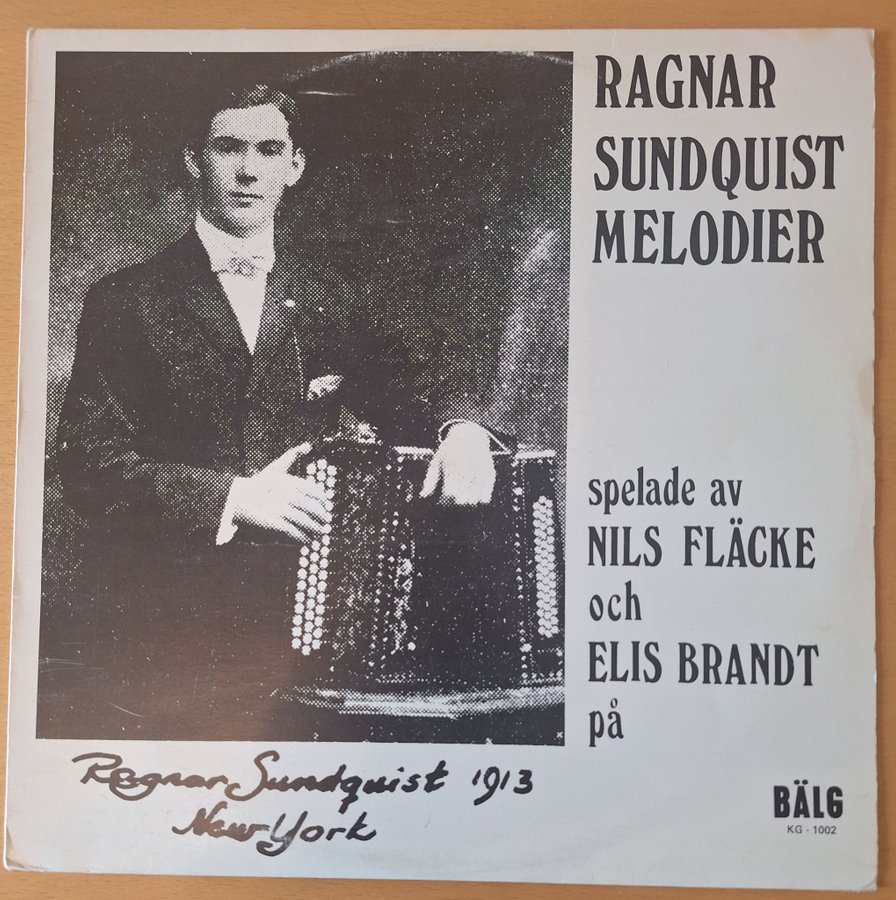 RAGNAR
SUNDQUIST
MELODIER
spelade av
NILS FLÄCKE
och
ELIS BRANDT
på
BÄLG
KG - 1002
Ragnar Sundquist 1913
New York